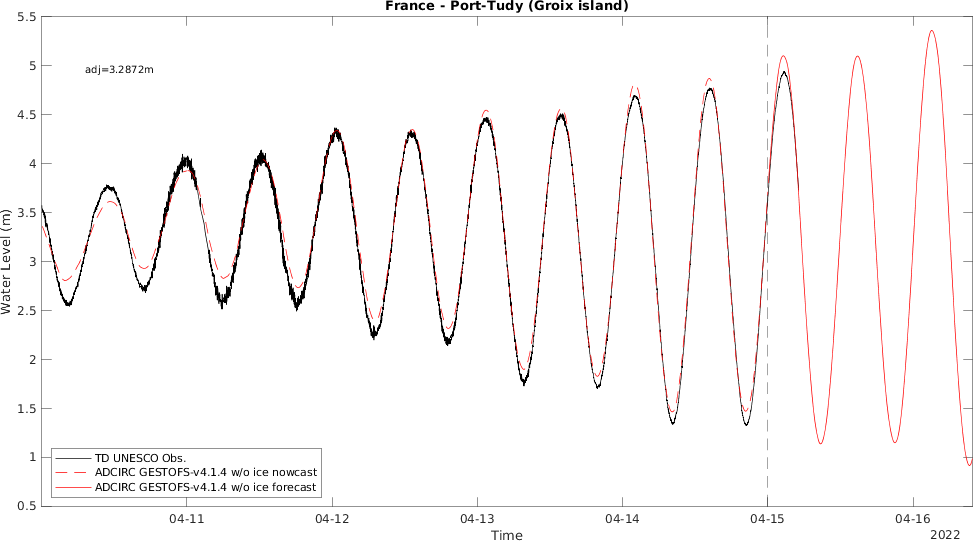 France - Port-Tudy (Groix island)
5.5
5
4.5
4
3.5
3
2.5
2
1.5
1
0.5
Water Level (m)
adj=3.2872m
TD UNESCO Obs.
ADCIRC GESTOFS-v4.1.4 w/o ice nowcast
ADCIRC GESTOFS-v4.1.4 w/o ice forecast
04-11 04-12 04-13 04-14 04-15 04-16
Time
2022